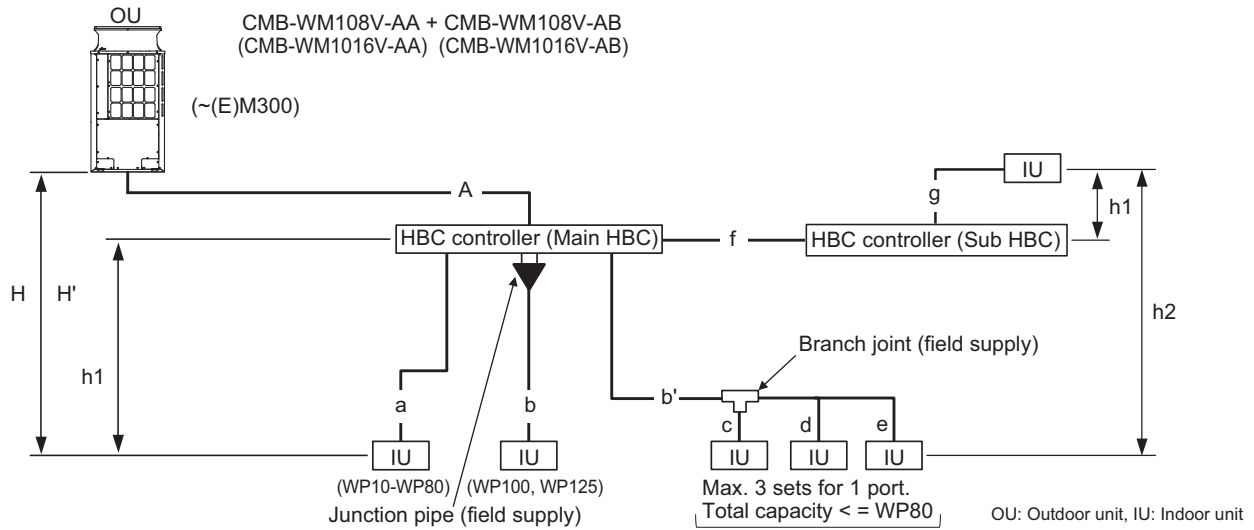 OU
CMB-WM108V-AA + CMB-WM108V-AB
(CMB-WM1016V-AA) (CMB-WM1016V-AB)
(~(E)M300)
IU
A
g
h1
HBC controller (Main HBC)
f
HBC controller (Sub HBC)
H
H'
h2
h1
Branch joint (field supply)
a
b
b'
c
d
e
IU
IU
IU
IU
IU
(WP10-WP80)
(WP100, WP125)
Max. 3 sets for 1 port.
Total capacity < = WP80
Junction pipe (field supply)
OU: Outdoor unit, IU: Indoor unit